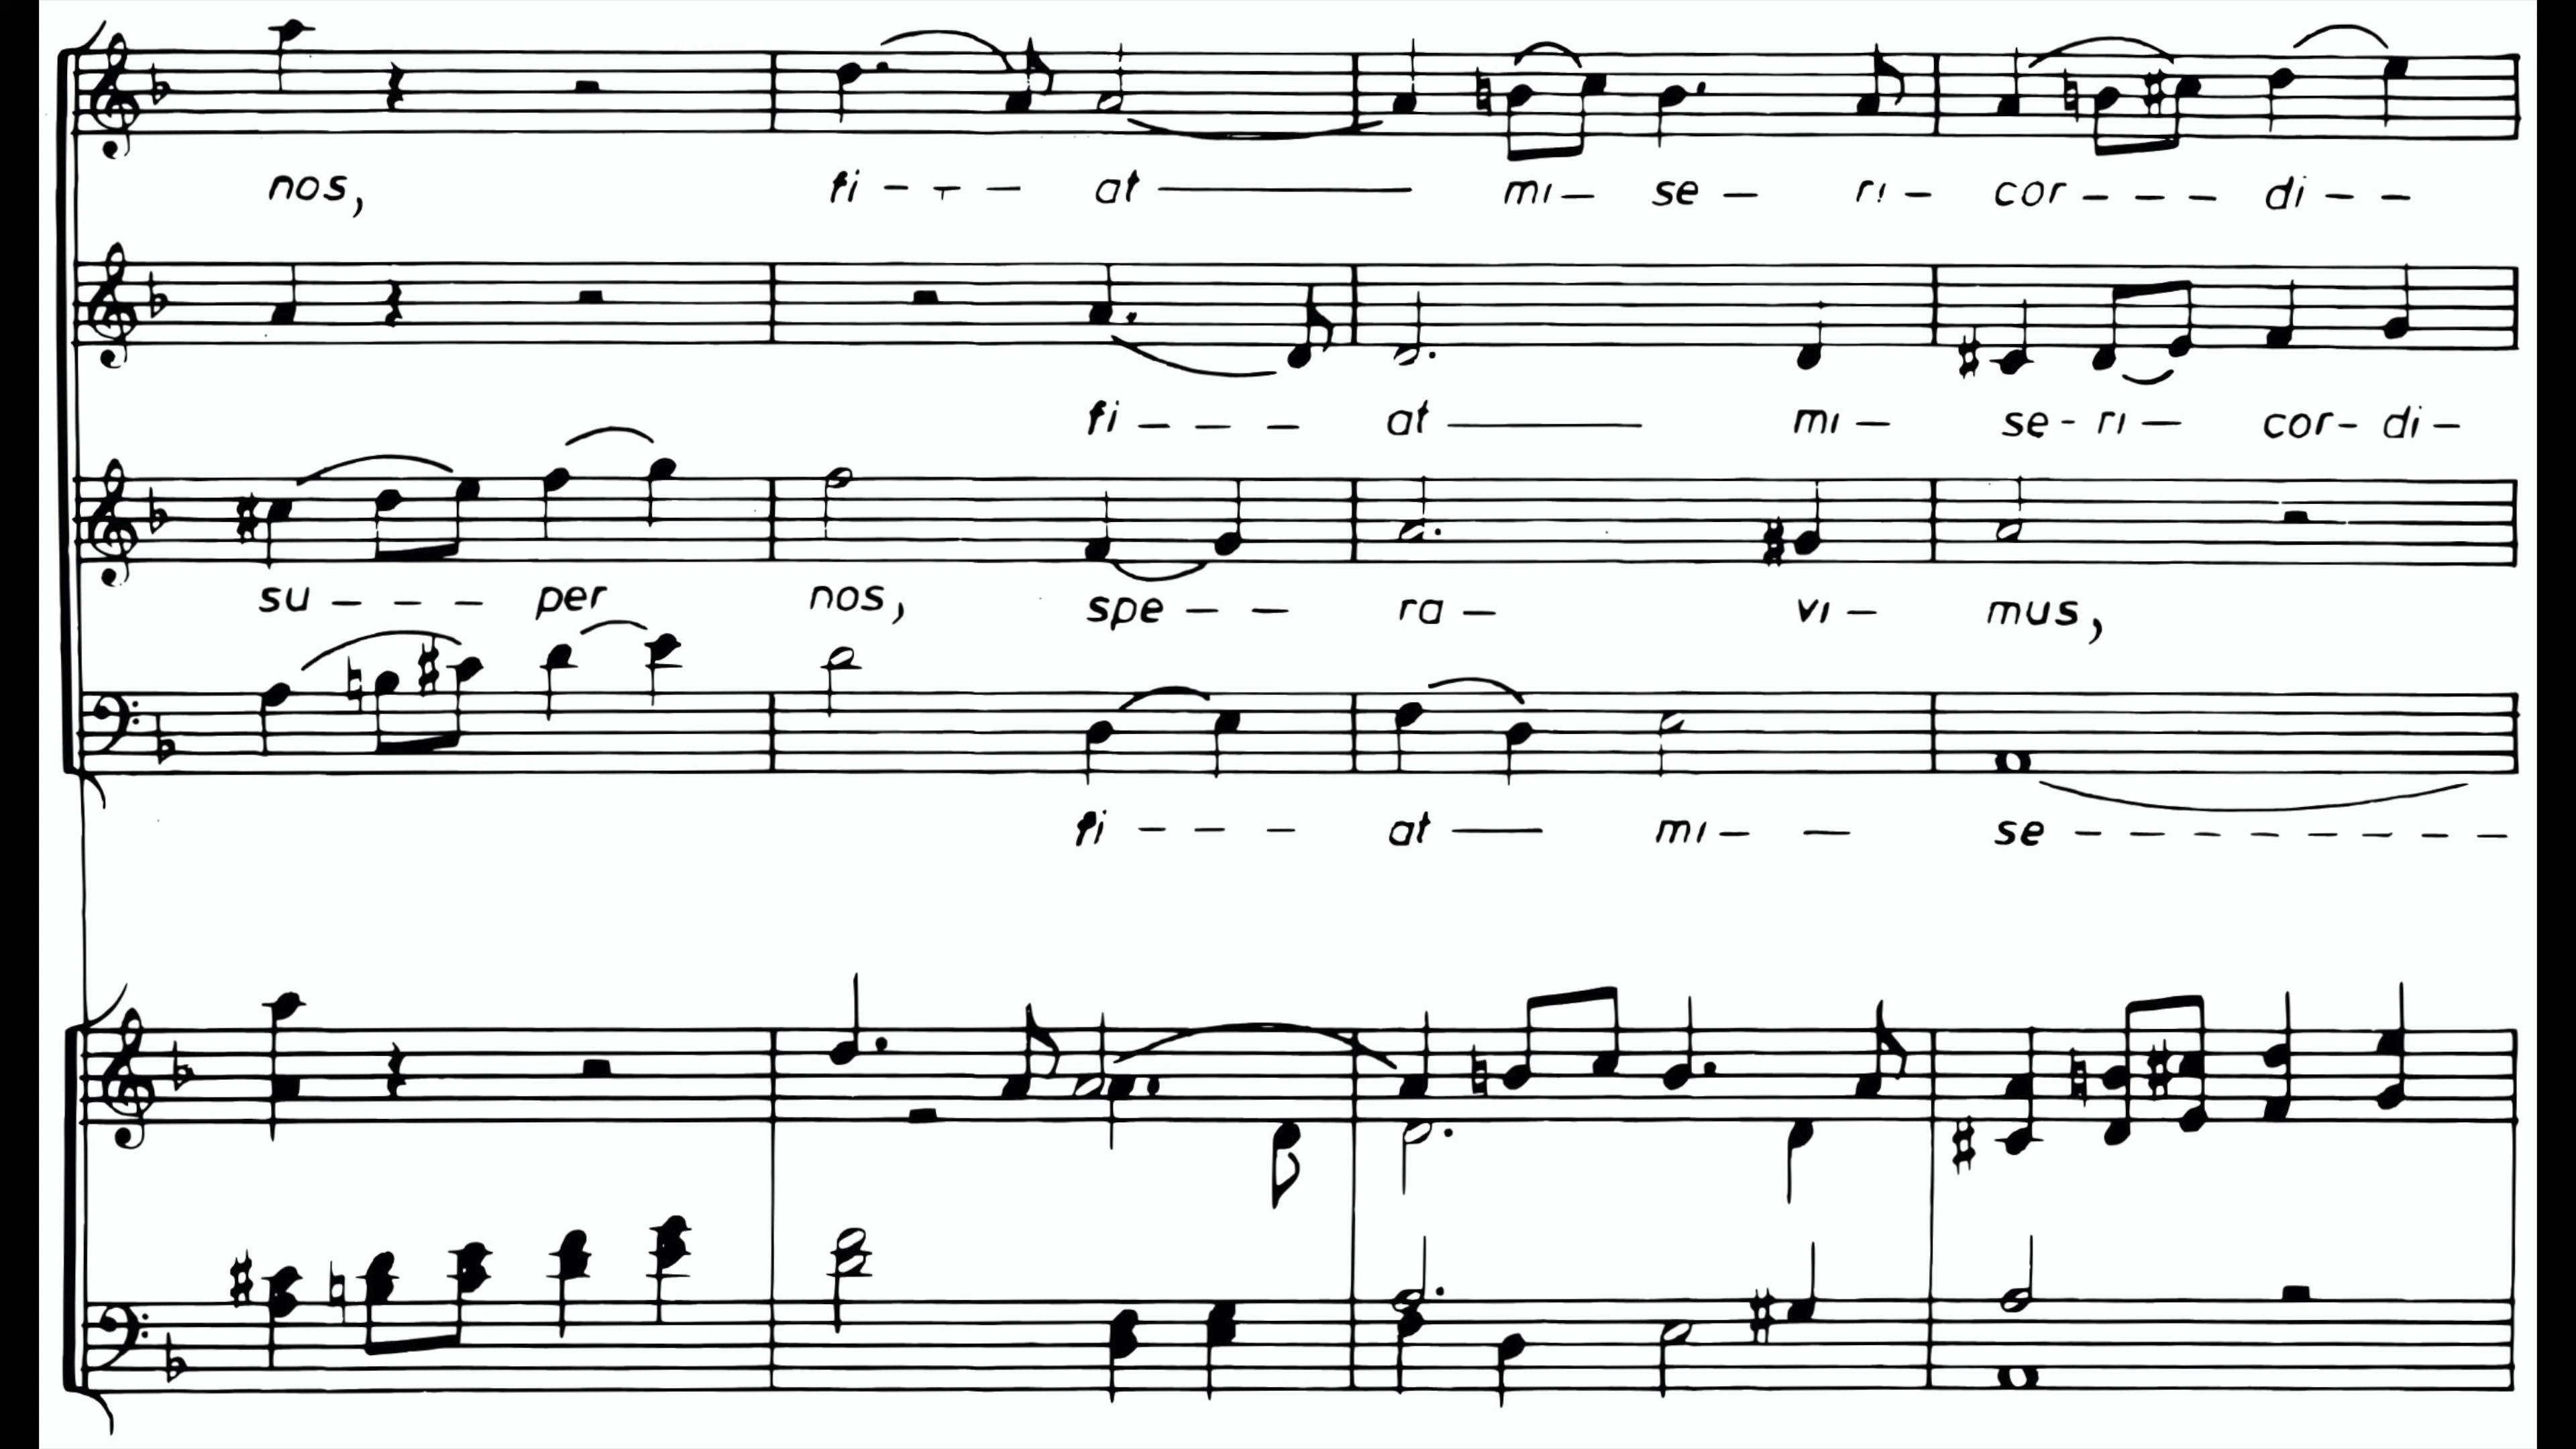 nos, fi - - - at — mi - se - ri - cor - - - di - -
fi - - - at — mi - se - ri - cor - di -
su - - - per nos, spe - - ra - vi - mus,
fi - - - at — mi - - se - - - - - - - -